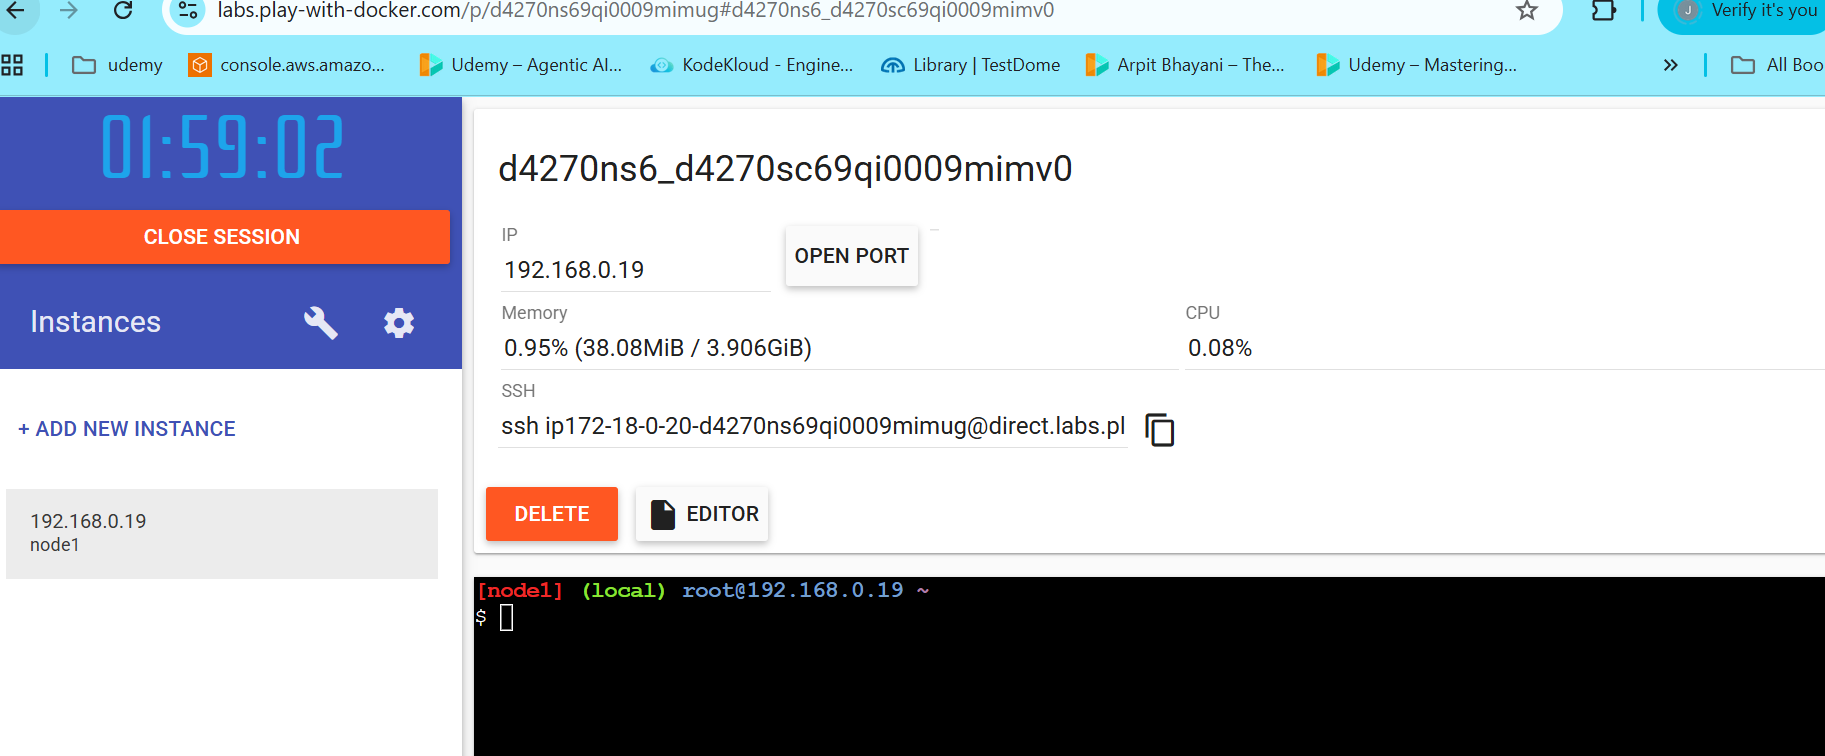 labs.play-with-docker.com/p/d4270ns69qi0009mimug#d4270ns6_d4270sc69qi0009mimv0
J Verify it's you
udemy
console.aws.amazo...
Udemy – Agentic AI...
KodeKloud - Engine...
Library | TestDome
Arpit Bhayani – The...
Udemy – Mastering...
All Boo
01:59:02
CLOSE SESSION
Instances
+ ADD NEW INSTANCE
192.168.0.19
node1
d4270ns6_d4270sc69qi0009mimv0
IP
192.168.0.19
OPEN PORT
Memory
0.95% (38.08MiB / 3.906GiB)
CPU
0.08%
SSH
ssh ip172-18-0-20-d4270ns69qi0009mimug@direct.labs.pl
DELETE
EDITOR
[node1] (local) root@192.168.0.19 ~
$